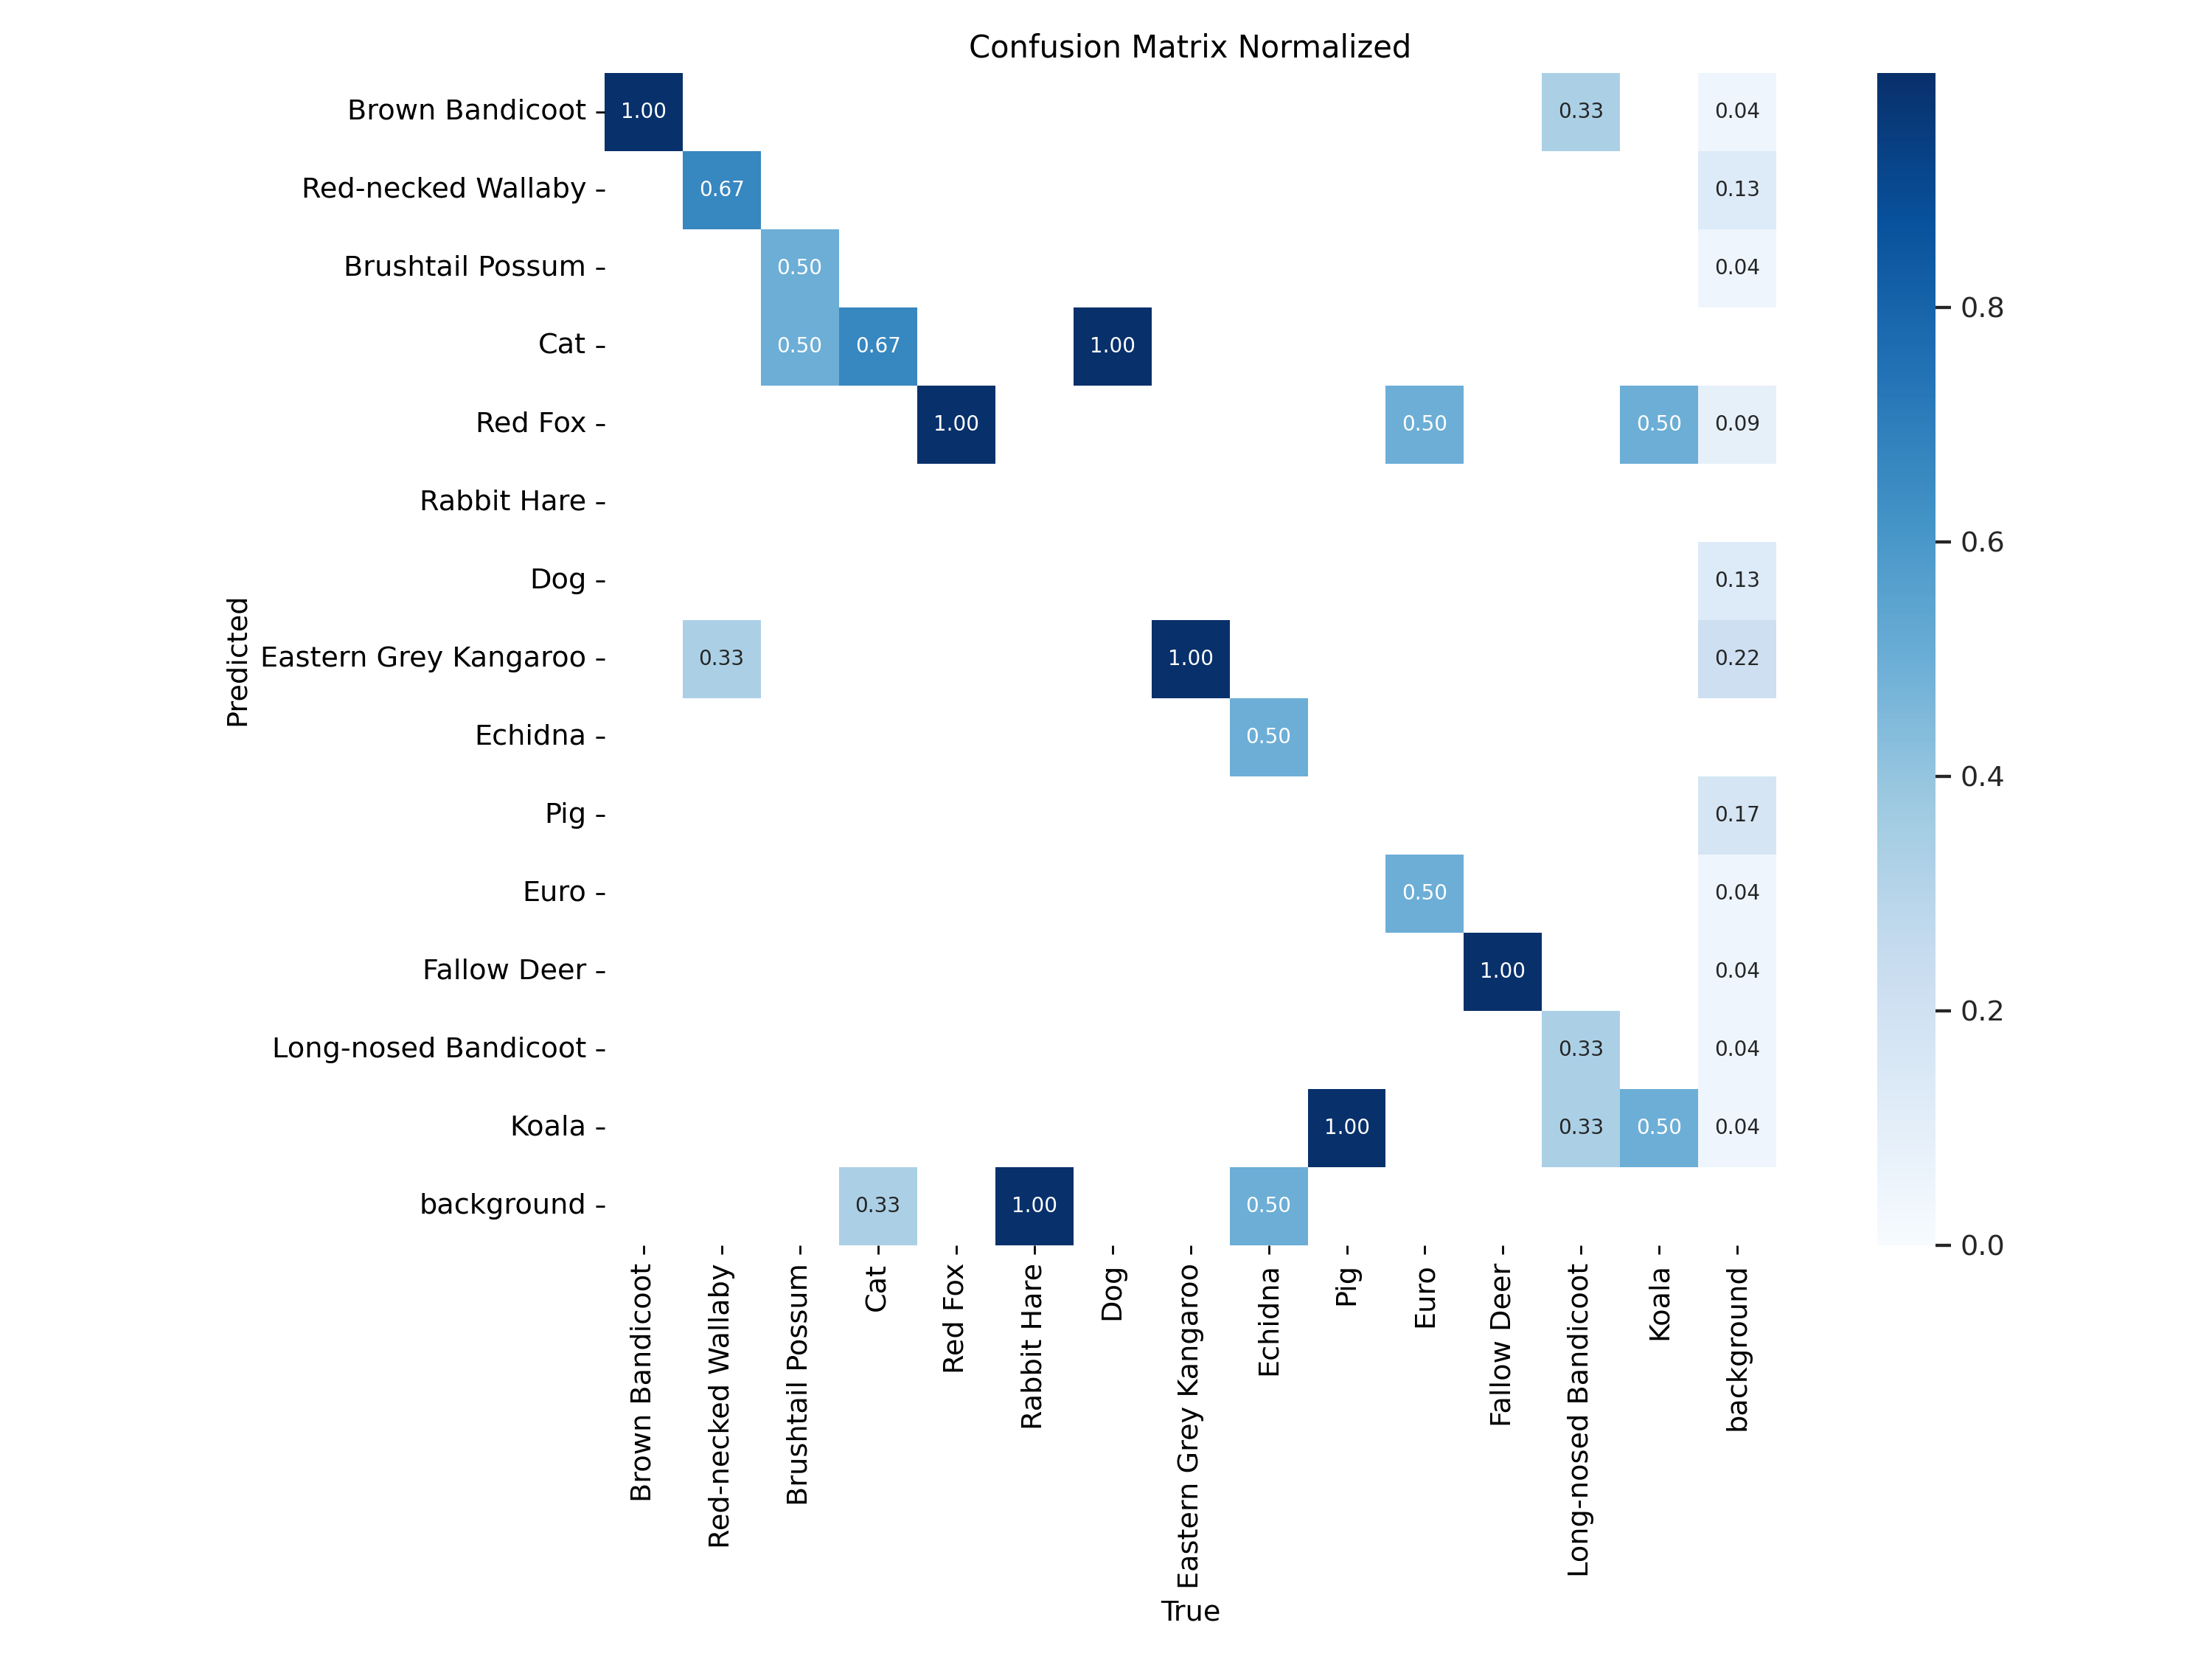 Confusion Matrix Normalized
Brown Bandicoot 1.00 0.33 0.04
Red-necked Wallaby 0.67 0.13
Brushtail Possum 0.50 0.04
0.8
Cat 0.50 0.67 1.00
Red Fox 1.00 0.50 0.50 0.09
Rabbit Hare
0.6
Dog 0.13
Predicted
Eastern Grey Kangaroo 0.33 1.00 0.22
Echidna 0.50
0.4
Pig 0.17
Euro 0.50 0.04
Fallow Deer 1.00 0.04
0.2
Long-nosed Bandicoot 0.33 0.04
Koala 1.00 0.33 0.50 0.04
background 0.33 1.00 0.50
0.0
Brown Bandicoot
Red-necked Wallaby
Brushtail Possum
Cat
Red Fox
Rabbit Hare
Dog
Eastern Grey Kangaroo
Echidna
Pig
Euro
Fallow Deer
Long-nosed Bandicoot
Koala
background
True